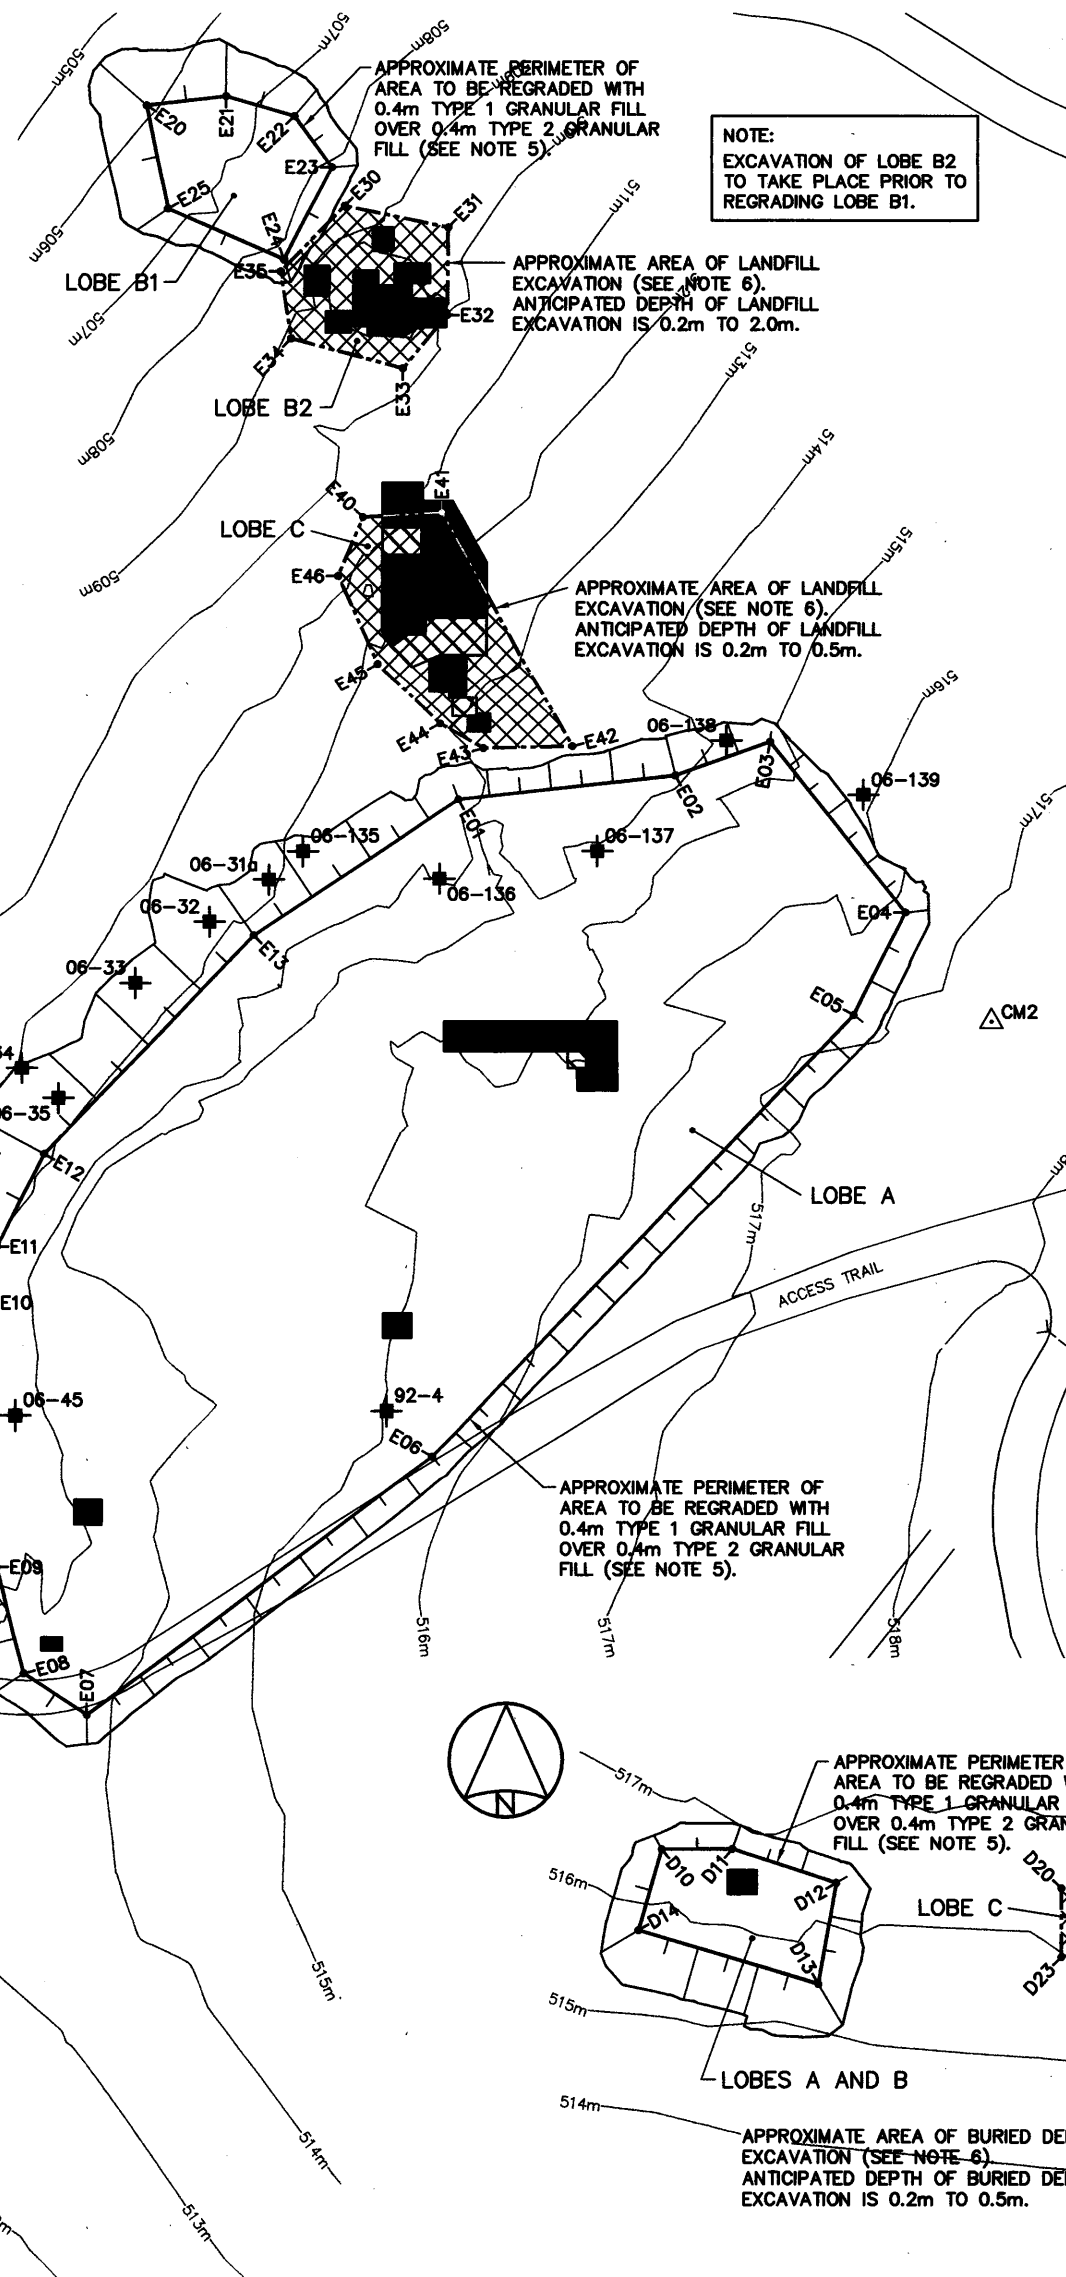 505m
507m
508m
509m
510m
APPROXIMATE PERIMETER OF
AREA TO BE REGRADED WITH
0.4m TYPE 1 GRANULAR FILL
OVER 0.4m TYPE 2 GRANULAR
FILL (SEE NOTE 5).
NOTE:
EXCAVATION OF LOBE B2
TO TAKE PLACE PRIOR TO
REGRADING LOBE B1.
E20
E21
E22
E23
E25
E30
E24
E31
511m
506m
E35
LOBE B1
APPROXIMATE AREA OF LANDFILL
EXCAVATION (SEE NOTE 6).
ANTICIPATED DEPTH OF LANDFILL
EXCAVATION IS 0.2m TO 2.0m.
512m
E32
507m
E34
E33
LOBE B2
513m
508m
514m
E40
E41
LOBE C
515m
E46
509m
APPROXIMATE AREA OF LANDFILL
EXCAVATION (SEE NOTE 6).
ANTICIPATED DEPTH OF LANDFILL
EXCAVATION IS 0.2m TO 0.5m.
E45
516m
E44
E43
E42
06-138
E03
06-139
E02
517m
E01
06-135
06-137
06-31a
06-136
06-32
E04
E13
06-33
E05
CM2
E12
LOBE A
517m
E11
ACCESS TRAIL
E10
06-45
92-4
E06
APPROXIMATE PERIMETER OF
AREA TO BE REGRADED WITH
0.4m TYPE 1 GRANULAR FILL
OVER 0.4m TYPE 2 GRANULAR
FILL (SEE NOTE 5).
E09
516m
517m
518m
E08
E07
N
517m
APPROXIMATE PERIMETER
AREA TO BE REGRADED
0.4m TYPE 1 GRANULAR
OVER 0.4m TYPE 2 GRAN
FILL (SEE NOTE 5).
D10
D11
D12
D20
516m
LOBE C
D14
D13
D23
515m
515m
LOBES A AND B
514m
514m
APPROXIMATE AREA OF BURIED DE
EXCAVATION (SEE NOTE 6).
ANTICIPATED DEPTH OF BURIED DE
EXCAVATION IS 0.2m TO 0.5m.
513m